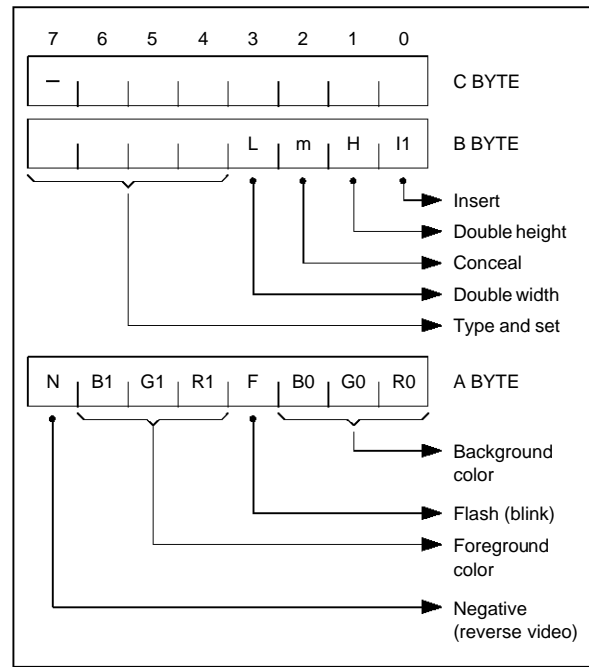 7 6 5 4 3 2 1 0
– C BYTE
L m H I1 B BYTE
Insert
Double height
Conceal
Double width
Type and set
N B1 G1 R1 F B0 G0 R0 A BYTE
Background
color
Flash (blink)
Foreground
color
Negative
(reverse video)